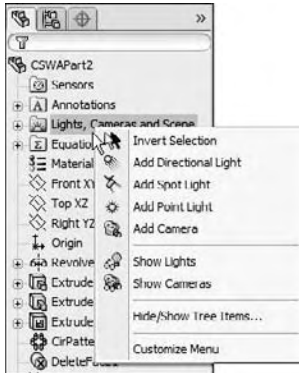 »
CSWAPart2
Sensors
A Annotations
Lights, Cameras and Scene
Σ Equatio
Invert Selection
Material
Add Directional Light
Front XY
Add Spot Light
Top XZ
Add Point Light
Right YZ
Add Camera
Origin
Revolve
Show Lights
Extrude
Show Cameras
Extrude
Extrude
Hide/Show Tree Items...
CirPatte
DeleteFace
Customize Menu